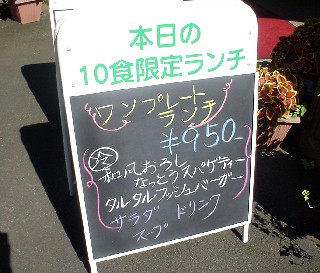 本日の
10食限定ランチ
ワンプレート
ランチ
¥950
冷 和風おろし
なっとうスパゲティー
タルタルフィッシュバーガー
サラダ ドリンク
スープ